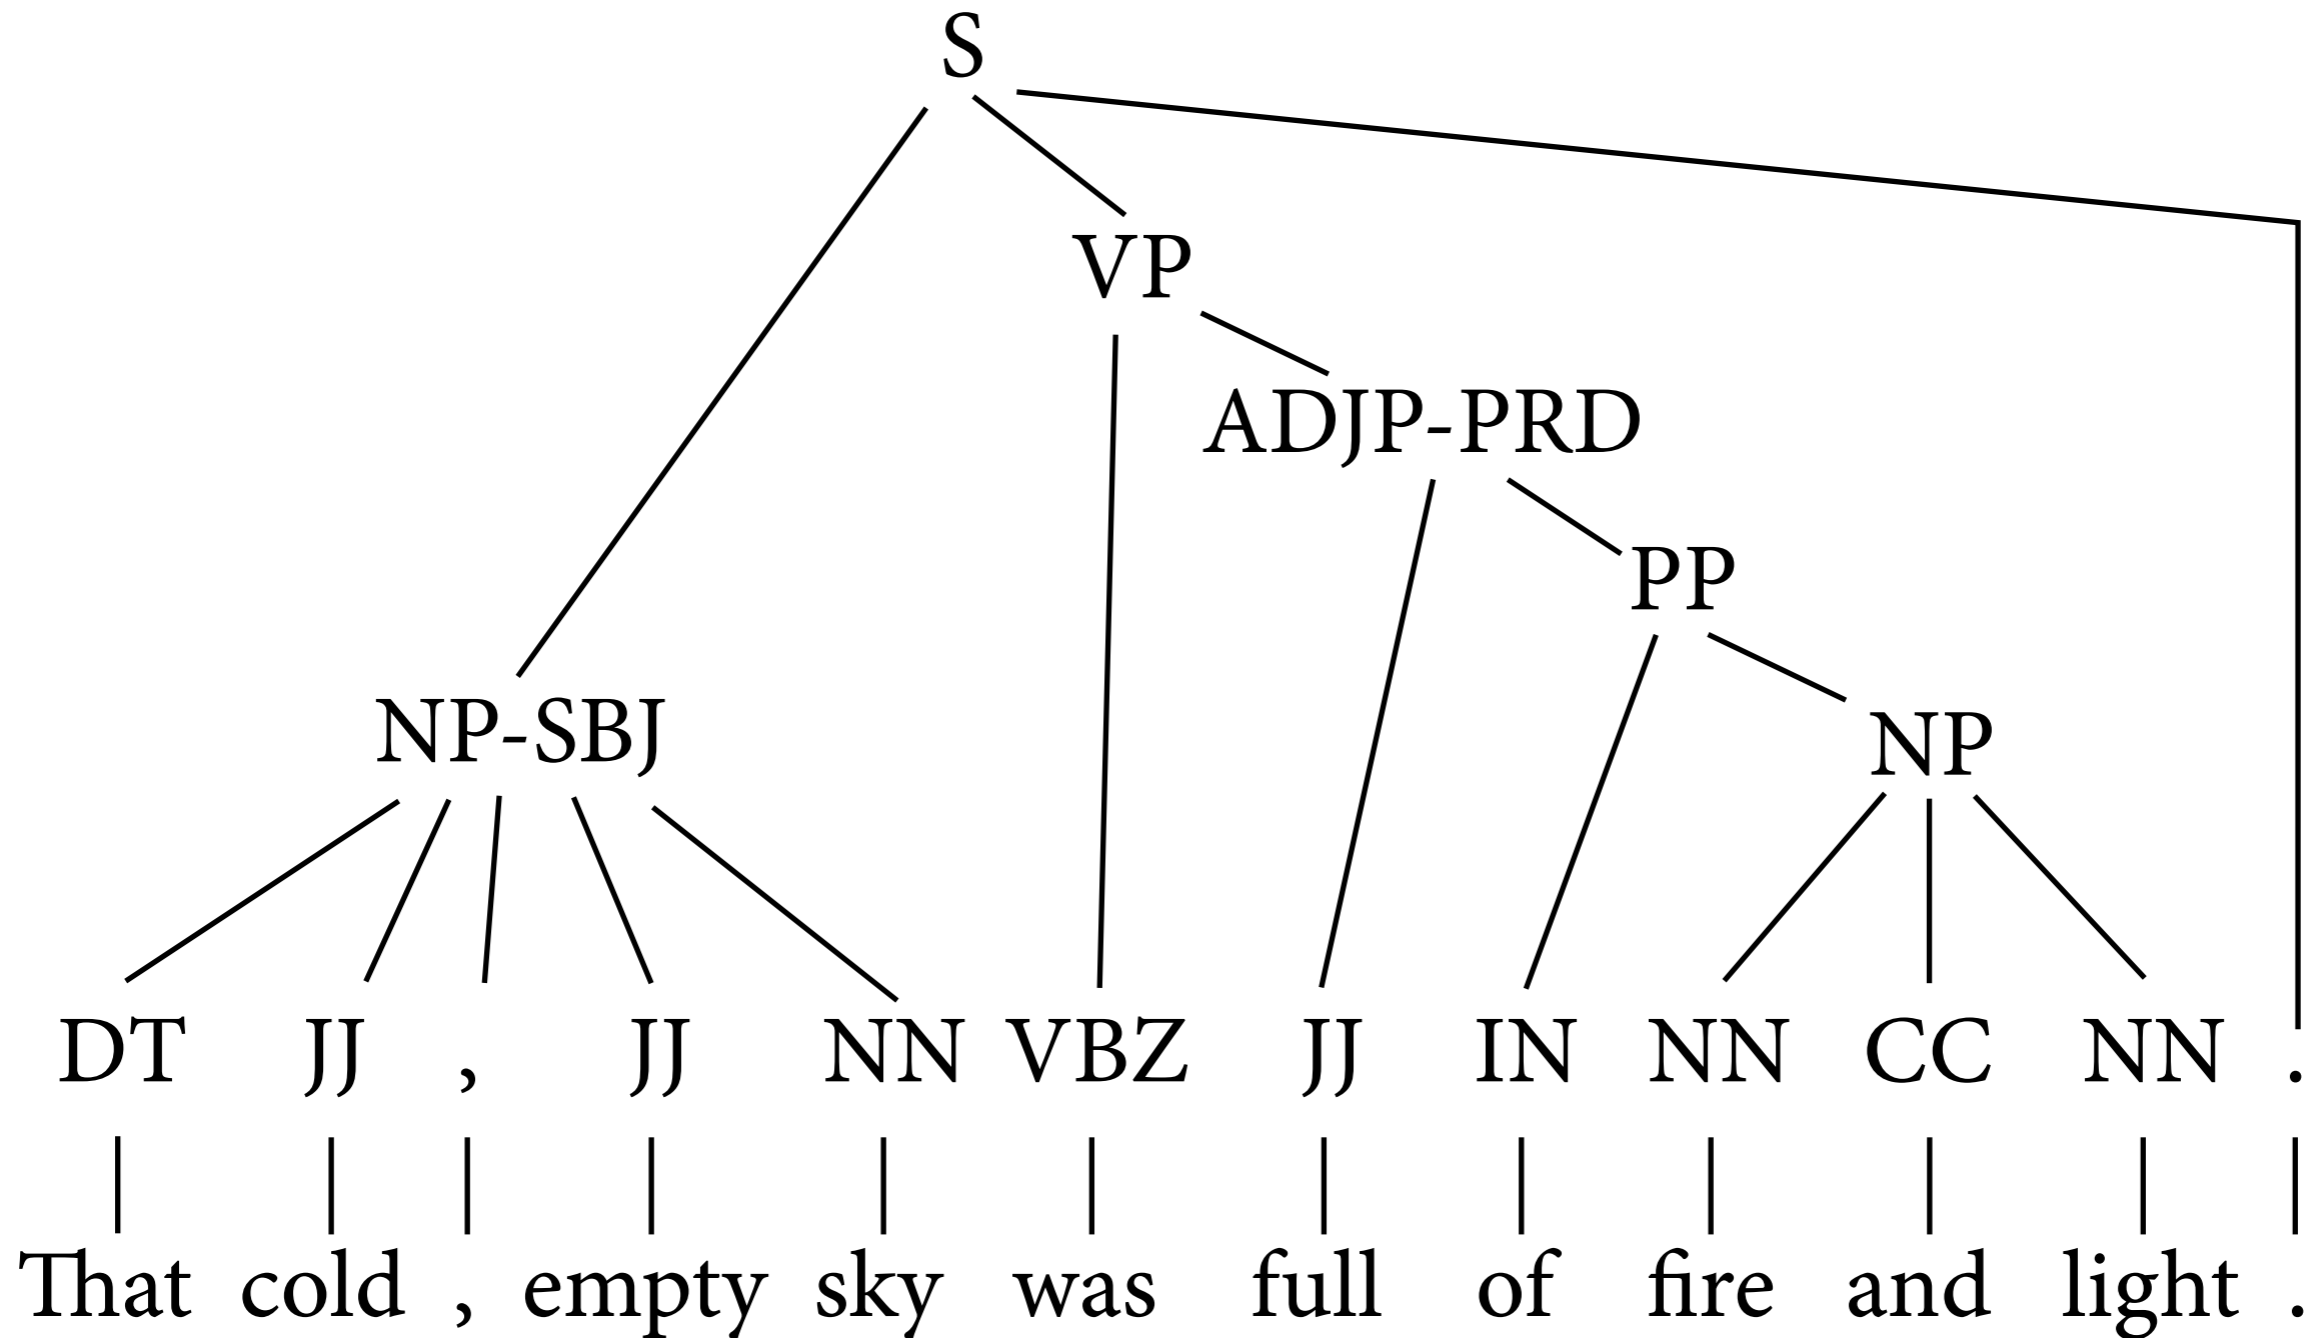 S
VP
ADJP-PRD
PP
NP-SBJ NP
DT JJ , JJ NN VBZ JJ IN NN CC NN .
That cold , empty sky was full of fire and light .